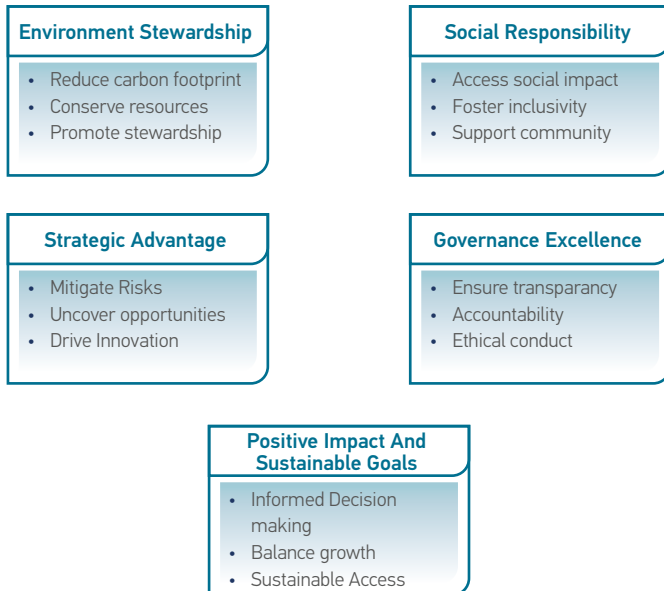 Environment Stewardship
• Reduce carbon footprint
• Conserve resources
• Promote stewardship
Social Responsibility
• Access social impact
• Foster inclusivity
• Support community
Strategic Advantage
• Mitigate Risks
• Uncover opportunities
• Drive Innovation
Governance Excellence
• Ensure transparancy
• Accountability
• Ethical conduct
Positive Impact And
Sustainable Goals
• Informed Decision
making
• Balance growth
• Sustainable Access